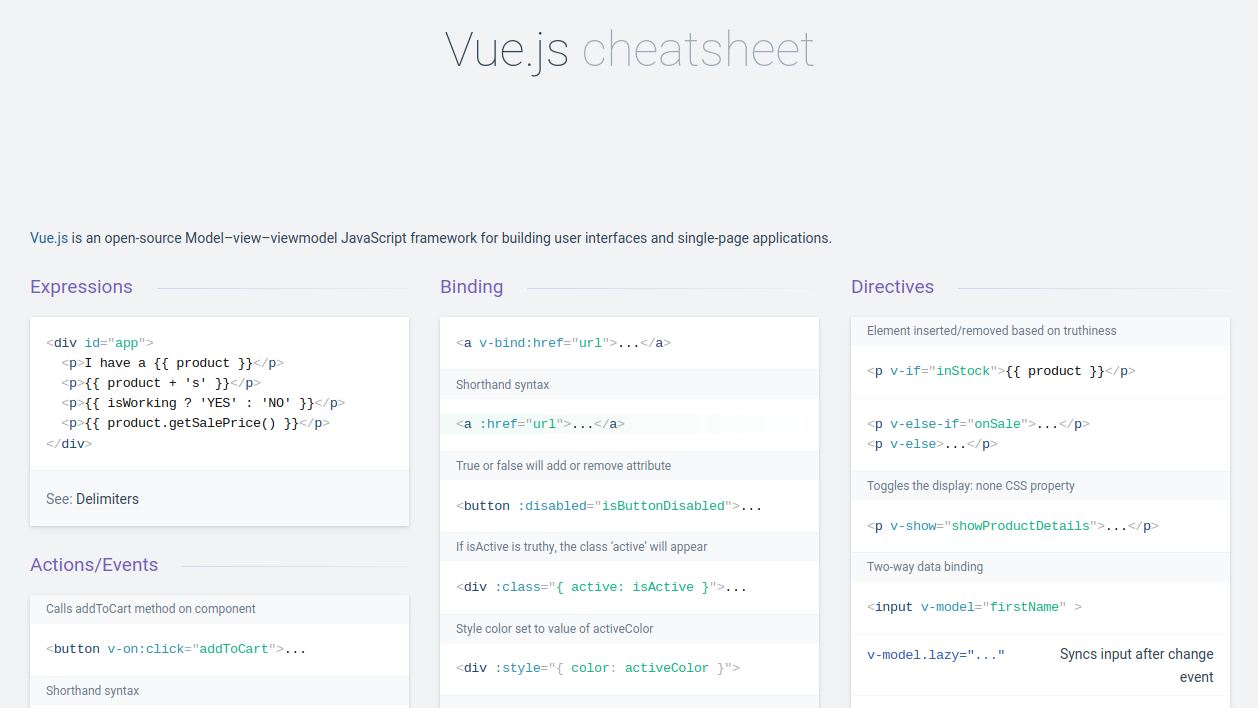 Vue.js cheatsheet
Vue.js is an open-source Model–view–viewmodel JavaScript framework for building user interfaces and single-page applications.
Expressions
<div id="app">
  <p>I have a {{ product }}</p>
  <p>{{ product + 's' }}</p>
  <p>{{ isWorking ? 'YES' : 'NO' }}</p>
  <p>{{ product.getSalePrice() }}</p>
</div>
See: Delimiters
Actions/Events
Calls addToCart method on component
<button v-on:click="addToCart">...
Shorthand syntax
Binding
<a v-bind:href="url">...</a>
Shorthand syntax
<a :href="url">...</a>
True or false will add or remove attribute
<button :disabled="isButtonDisabled">...
If isActive is truthy, the class ‘active’ will appear
<div :class="{ active: isActive }">...
Style color set to value of activeColor
<div :style="{ color: activeColor }">
Directives
Element inserted/removed based on truthiness
<p v-if="inStock">{{ product }}</p>
<p v-else-if="onSale">...</p>
<p v-else>...</p>
Toggles the display: none CSS property
<p v-show="showProductDetails">...</p>
Two-way data binding
<input v-model="firstName" >
v-model.lazy="..." Syncs input after change
event